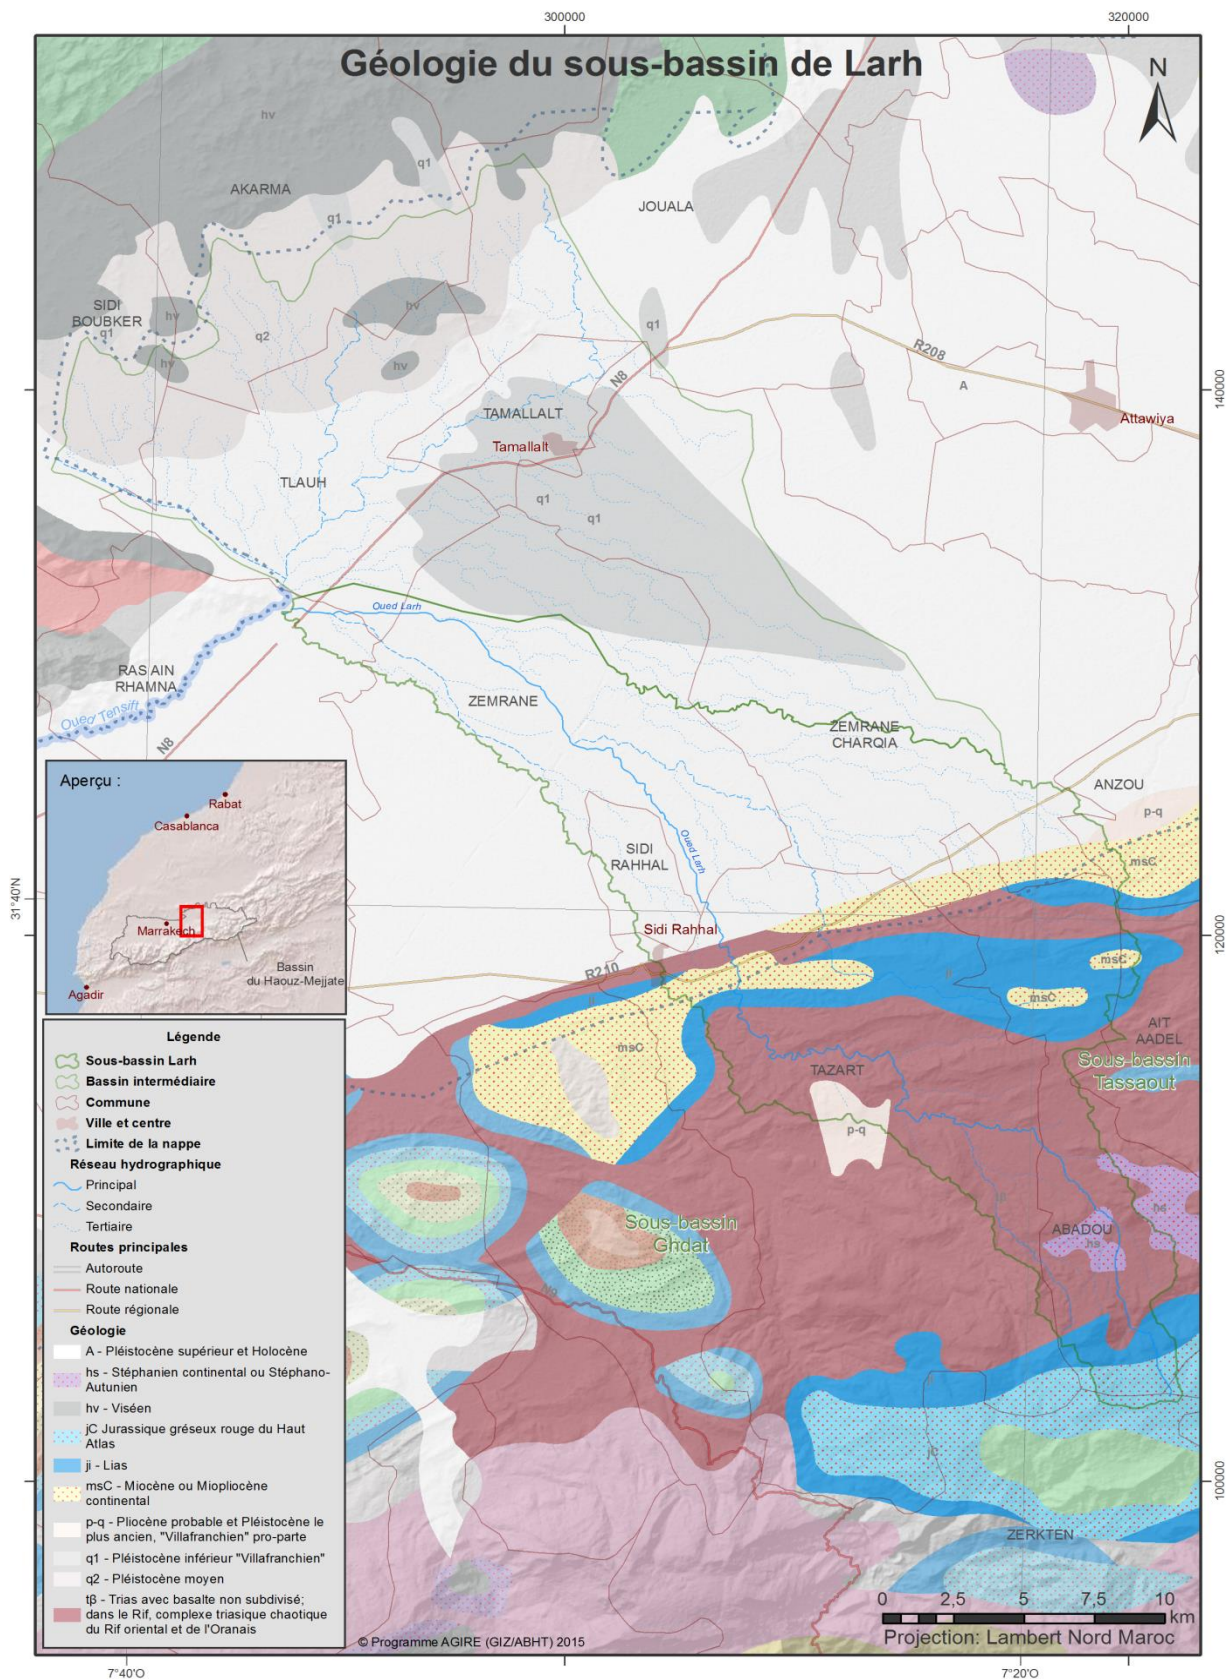 300000
320000
Géologie du sous-bassin de Larh
N
hv
q1
AKARMA
q1
JOUALA
SIDI
BOUBKER
q1
hv
hv
q2
hv
hv
q1
R208
A
N8
140000
TAMALLALT
Tamallalt
Attawiya
TLAUH
q1
q1
Oued Larh
RAS AIN
RHAMNA
Oued Tensift
N8
ZEMRANE
ZEMRANE
CHARQIA
ANZOU
p-q
msC
SIDI
RAHHAL
Oued Larh
31°40'N
Sidi Rahhal
120000
R210
ji
ji
msC
msC
msC
AIT
AADEL
Sous-bassin
Tassaout
TAZART
p-q
tβ
hs
ABADOU
hs
Sous-bassin
Ghdat
N9
ji
jC
100000
ZERKTEN
Aperçu :
Rabat
Casablanca
Marrakech
Bassin
du Haouz-Mejjate
Agadir
Légende
Sous-bassin Larh
Bassin intermédiaire
Commune
Ville et centre
Limite de la nappe
Réseau hydrographique
Principal
Secondaire
Tertiaire
Routes principales
Autoroute
Route nationale
Route régionale
Géologie
A - Pléistocène supérieur et Holocène
hs - Stéphanien continental ou Stéphano-
Autunien
hv - Viséen
jC Jurassique gréseux rouge du Haut
Atlas
ji - Lias
msC - Miocène ou Miopliocène
continental
p-q - Pliocène probable et Pléistocène le
plus ancien, "Villafranchien" pro-parte
q1 - Pléistocène inférieur "Villafranchien"
q2 - Pléistocène moyen
tβ - Trias avec basalte non subdivisé;
dans le Rif, complexe triasique chaotique
du Rif oriental et de l'Oranais
© Programme AGIRE (GIZ/ABHT) 2015
0 2,5 5 7,5 10
km
Projection: Lambert Nord Maroc
7°40'O
7°20'O